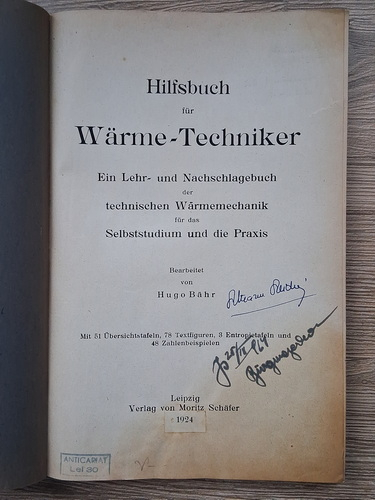 Hilfsbuch
für
Wärme-Techniker
Ein Lehr- und Nachschlagebuch
der
technischen Wärmemechanik
für das
Selbststudium und die Praxis
Bearbeitet
von
Hugo Bähr
Mit 51 Übersichtstafeln, 78 Textfiguren, 3 Entropietafeln und
48 Zahlenbeispielen
Leipzig
Verlag von Moritz Schäfer
1924
ANTICARIAT
Lei 30